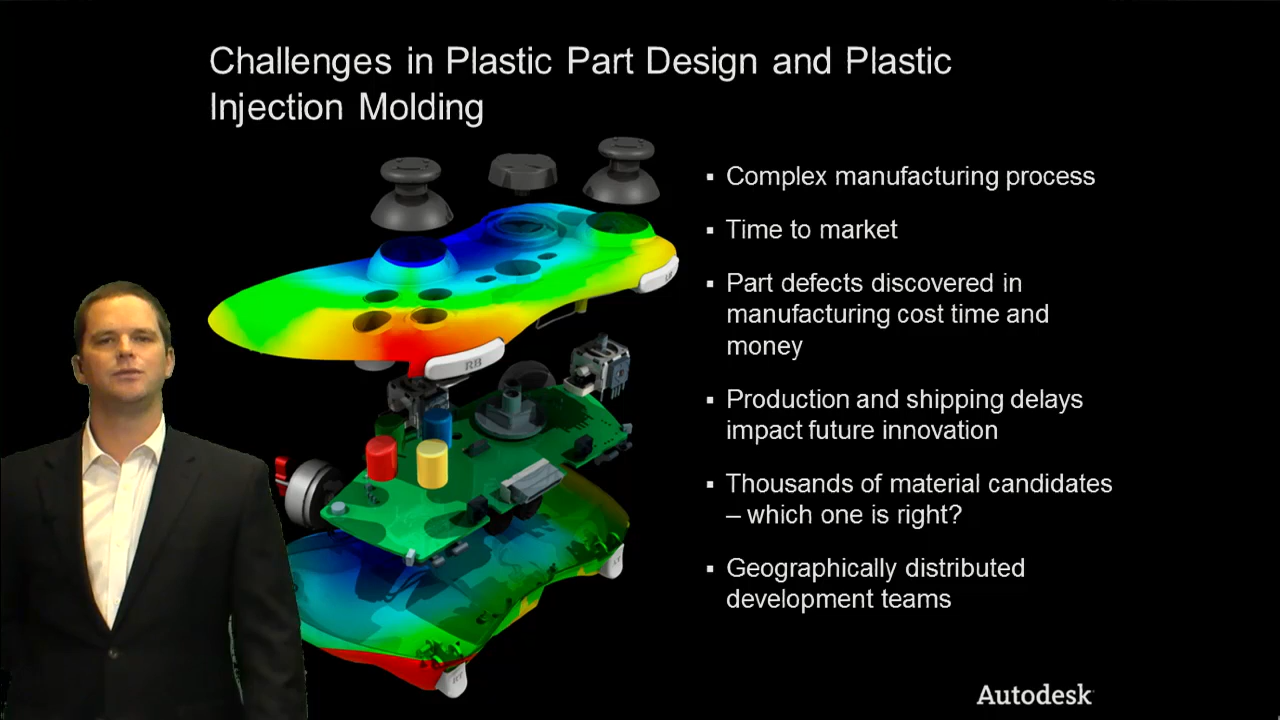 Challenges in Plastic Part Design and Plastic
Injection Molding
▪ Complex manufacturing process
▪ Time to market
▪ Part defects discovered in
manufacturing cost time and
money
▪ Production and shipping delays
impact future innovation
▪ Thousands of material candidates
– which one is right?
▪ Geographically distributed
development teams
RB
Autodesk